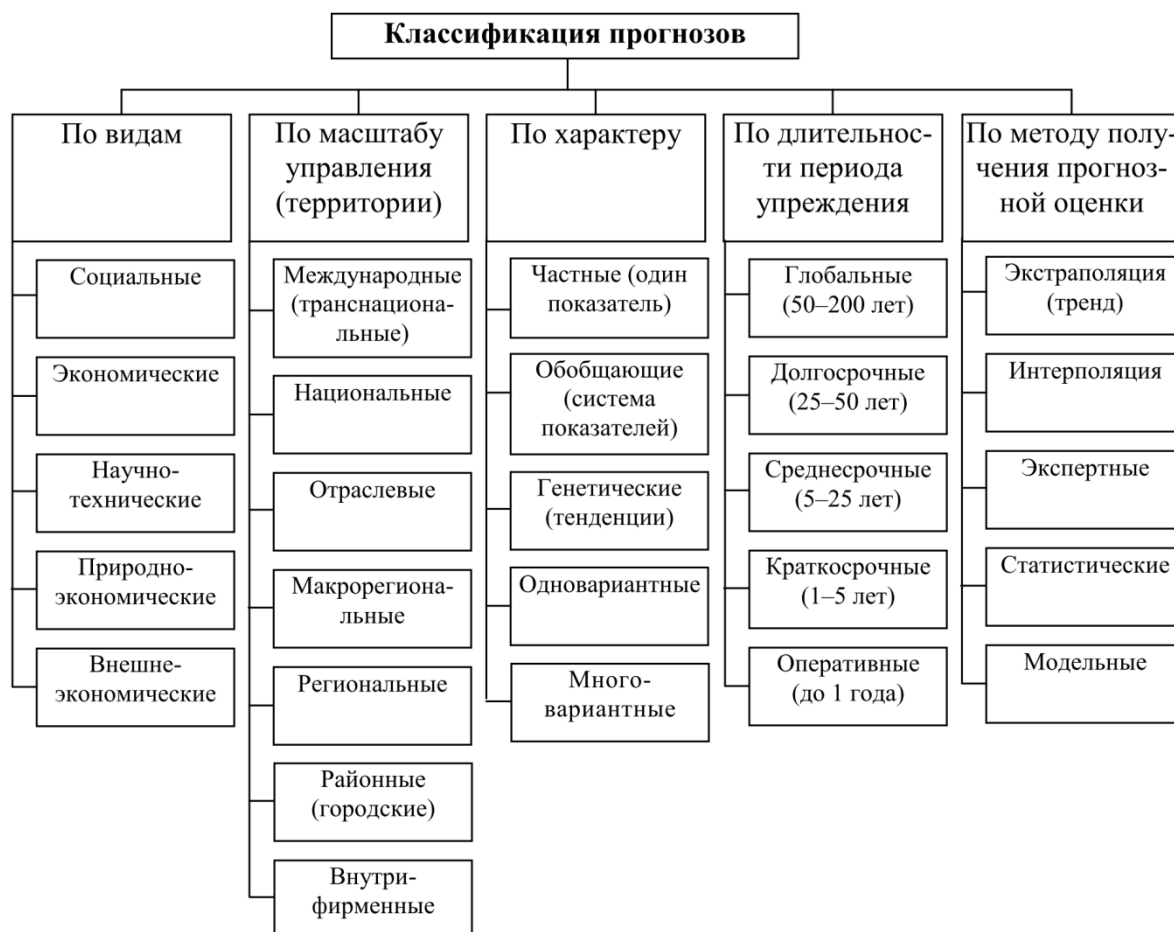 Классификация прогнозов
По видам
Социальные
Экономические
Научно-
технические
Природно-
экономические
Внешне-
экономические
По масштабу
управления
(территории)
Международные
(транснациона-
льные)
Национальные
Отраслевые
Макрорегиона-
льные
Региональные
Районные
(городские)
Внутри-
фирменные
По характеру
Частные (один
показатель)
Обобщающие
(система
показателей)
Генетические
(тенденции)
Одновариантные
Много-
вариантные
По длительнос-
ти периода
упреждения
Глобальные
(50–200 лет)
Долгосрочные
(25–50 лет)
Среднесрочные
(5–25 лет)
Краткосрочные
(1–5 лет)
Оперативные
(до 1 года)
По методу полу-
чения прогноз-
ной оценки
Экстраполяция
(тренд)
Интерполяция
Экспертные
Статистические
Модельные